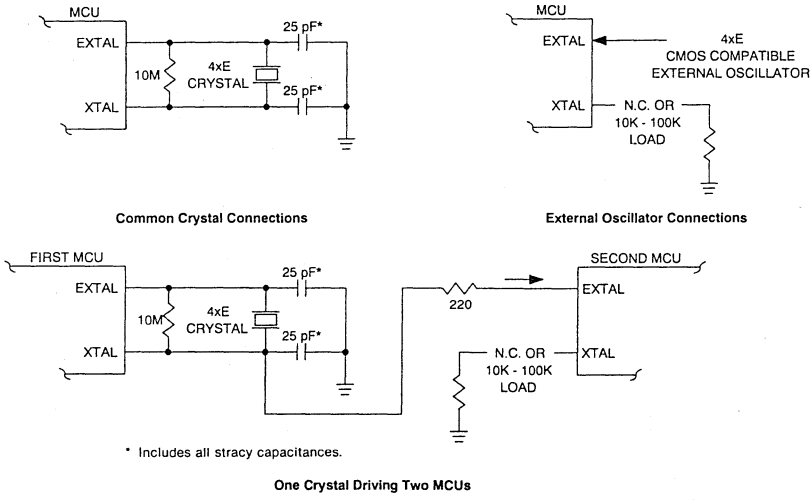 MCU
EXTAL
10M
4xE
CRYSTAL
25 pF*
25 pF*
XTAL
Common Crystal Connections
MCU
EXTAL
4xE
CMOS COMPATIBLE
EXTERNAL OSCILLATOR
XTAL
N.C. OR
10K - 100K
LOAD
External Oscillator Connections
FIRST MCU
EXTAL
10M
4xE
CRYSTAL
25 pF*
25 pF*
XTAL
220
SECOND MCU
EXTAL
XTAL
N.C. OR
10K - 100K
LOAD
* Includes all stracy capacitances.
One Crystal Driving Two MCUs